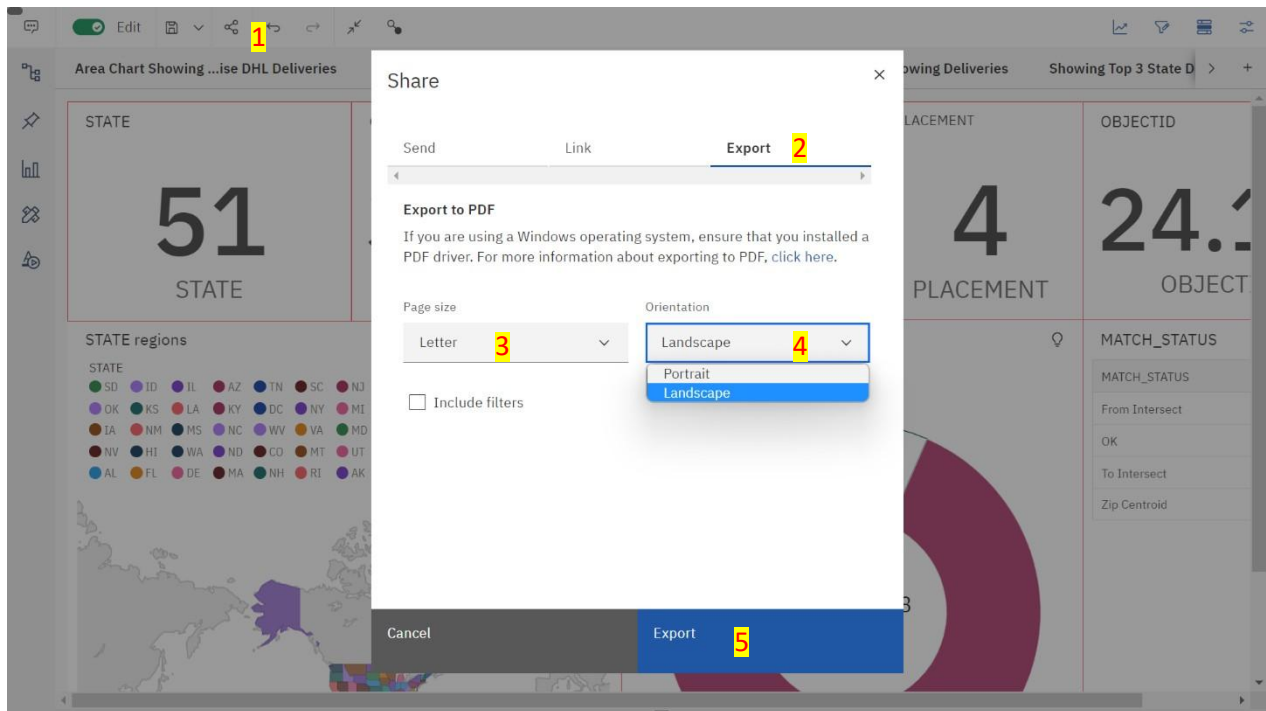 Edit
1
Area Chart Showing ...ise DHL Deliveries
owing Deliveries
Showing Top 3 State D
Share
Send
Link
Export
2
Export to PDF
If you are using a Windows operating system, ensure that you installed a
PDF driver. For more information about exporting to PDF, click here.
Page size
Orientation
Letter
3
Landscape
4
Portrait
Landscape
Include filters
Cancel
Export
5
STATE
51
STATE
LACEMENT
4
PLACEMENT
OBJECTID
24.1
OBJECT
STATE regions
STATE
SD ID IL AZ TN SC NJ
OK KS LA KY DC NY MI
IA NM MS NC WV VA MD
NV HI WA ND CO MT UT
AL FL DE MA NH RI AK
MATCH_STATUS
MATCH_STATUS
From Intersect
OK
To Intersect
Zip Centroid